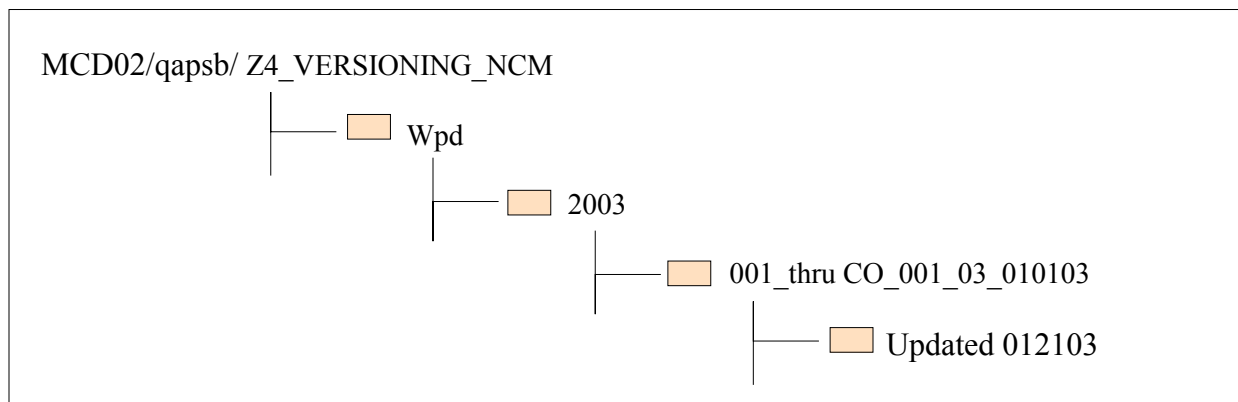 MCD02/qapsb/ Z4_VERSIONING_NCM
Wpd
2003
001_thru CO_001_03_010103
Updated 012103